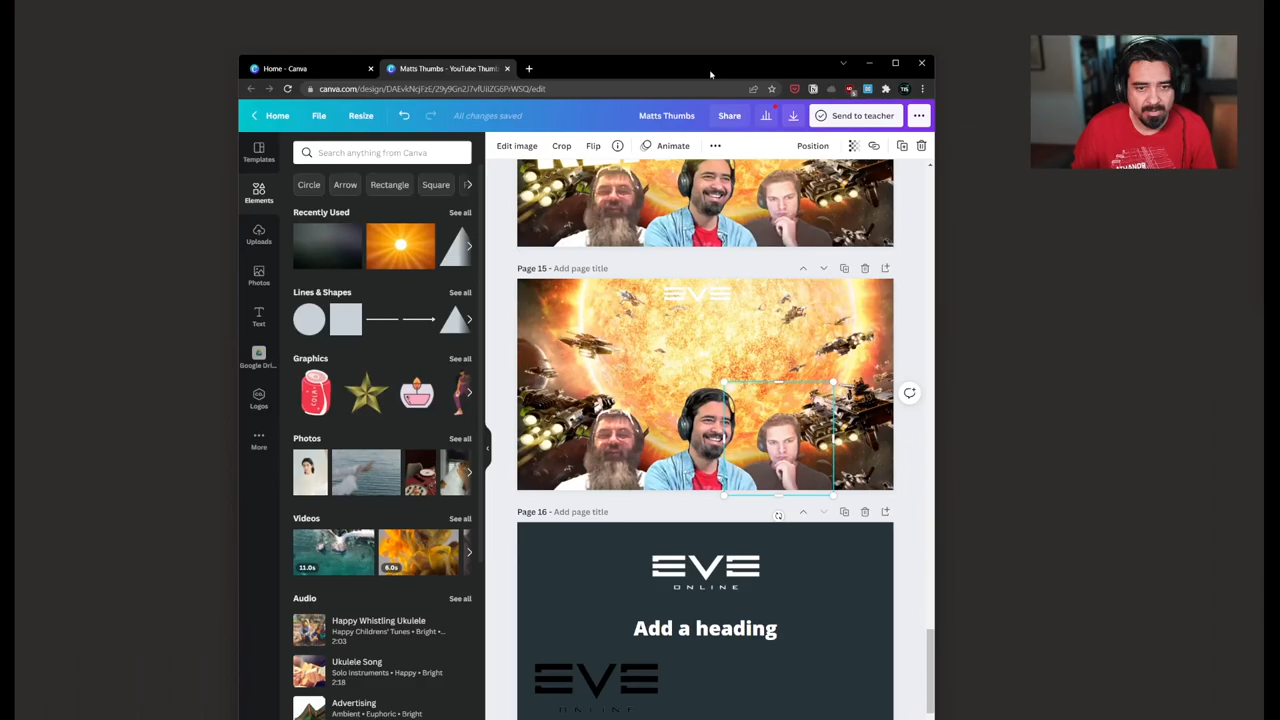 Home - Canva
Matts Thumbs - YouTube Thumb
canva.com/design/DAEvkNcjFzE/29y9Gn2J7vfUiIZG6PrWSQ/edit
Home
File
Resize
All changes saved
Matts Thumbs
Share
Send to teacher
Templates
Elements
Uploads
Photos
Text
Google Dri...
Logos
More
Search anything from Canva
Circle
Arrow
Rectangle
Square
Recently Used
See all
Lines & Shapes
See all
Graphics
See all
COLA
Photos
See all
Videos
See all
11.0s
6.0s
Audio
See all
Happy Whistling Ukulele
Happy Childrens' Tunes • Bright •...
2:03
Ukulele Song
Solo Instruments • Happy • Bright
2:18
Advertising
Ambient • Euphoric • Bright
Edit image
Crop
Flip
Animate
Position
Page 15 - Add page title
EVE
Page 16 - Add page title
EVE
ONLINE
Add a heading
EVE
ONLINE